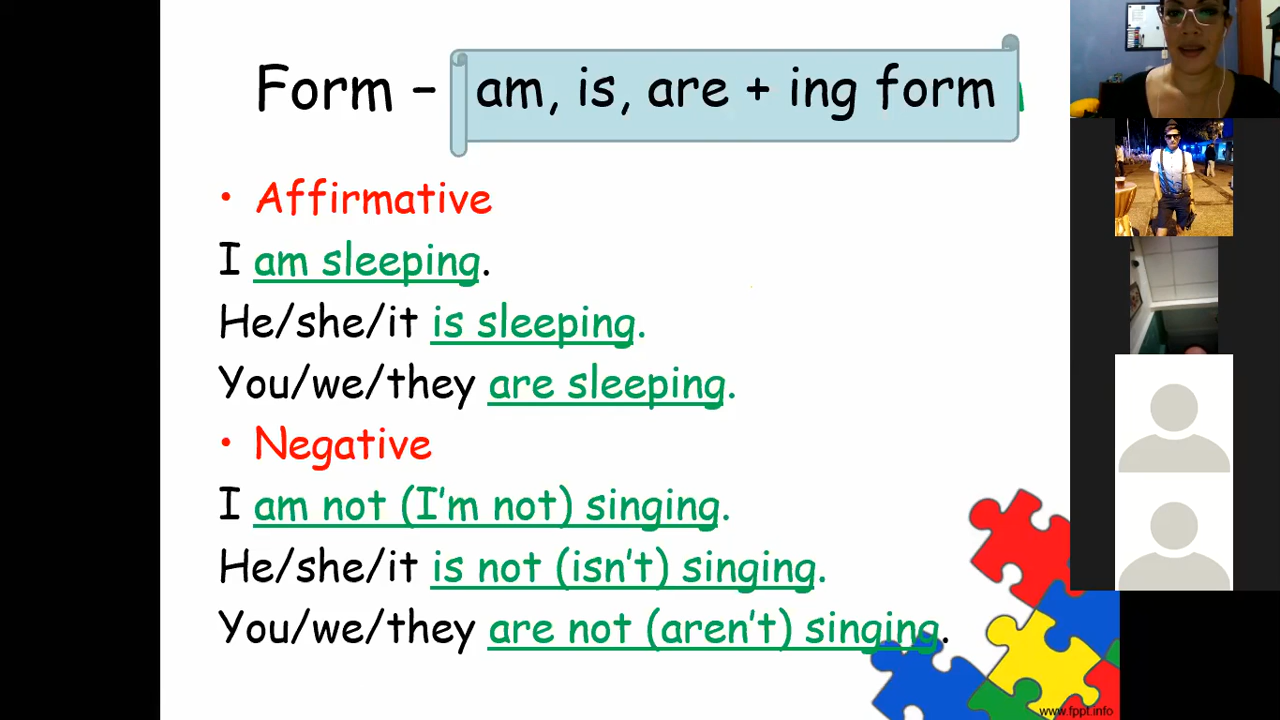 Form – am, is, are + ing form
• Affirmative
I am sleeping.
He/she/it is sleeping.
You/we/they are sleeping.
• Negative
I am not (I’m not) singing.
He/she/it is not (isn’t) singing.
You/we/they are not (aren’t) singing.
www.fppt.info